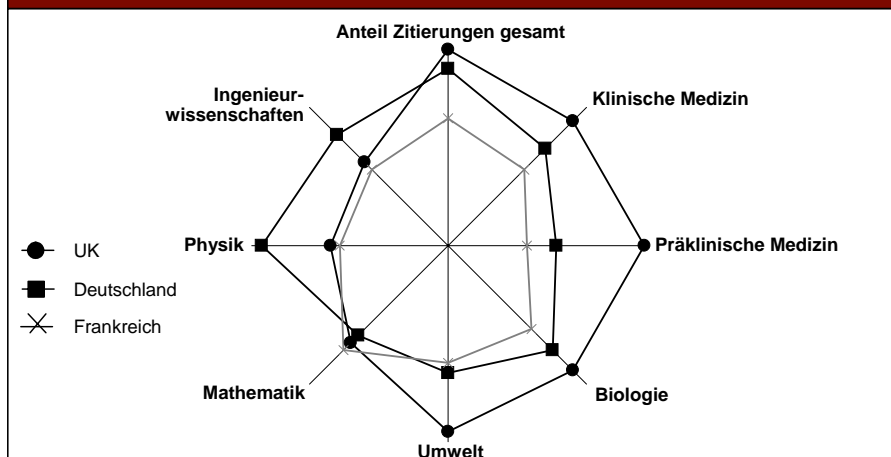 Anteil Zitierungen gesamt
Ingenieur-
wissenschaften
Klinische Medizin
Physik
Präklinische Medizin
UK
Deutschland
Frankreich
Mathematik
Biologie
Umwelt